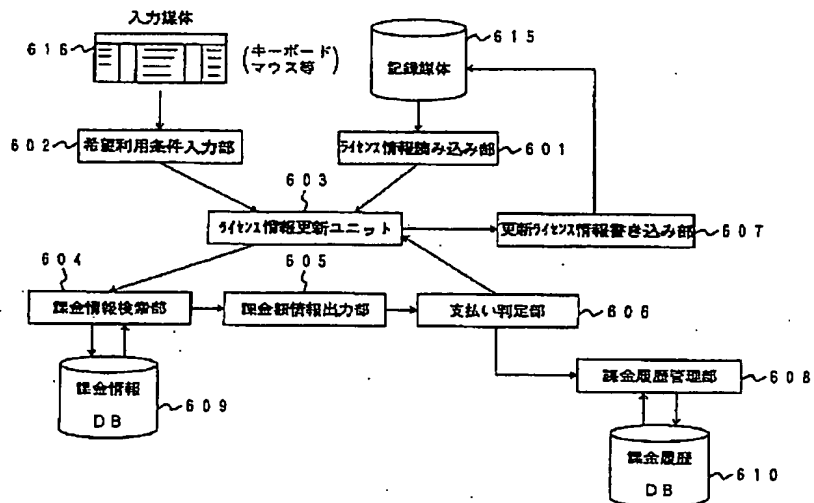 入力媒体
616
(キーボード
マウス等)
615
記録媒体
602
希望利用条件入力部
ライセンス情報読み込み部
601
603
ライセンス情報更新ユニット
更新ライセンス情報書き込み部
607
604
605
課金情報検索部
課金額情報出力部
支払い判定部
606
課金情報
DB
609
課金履歴管理部
608
課金履歴
DB
610